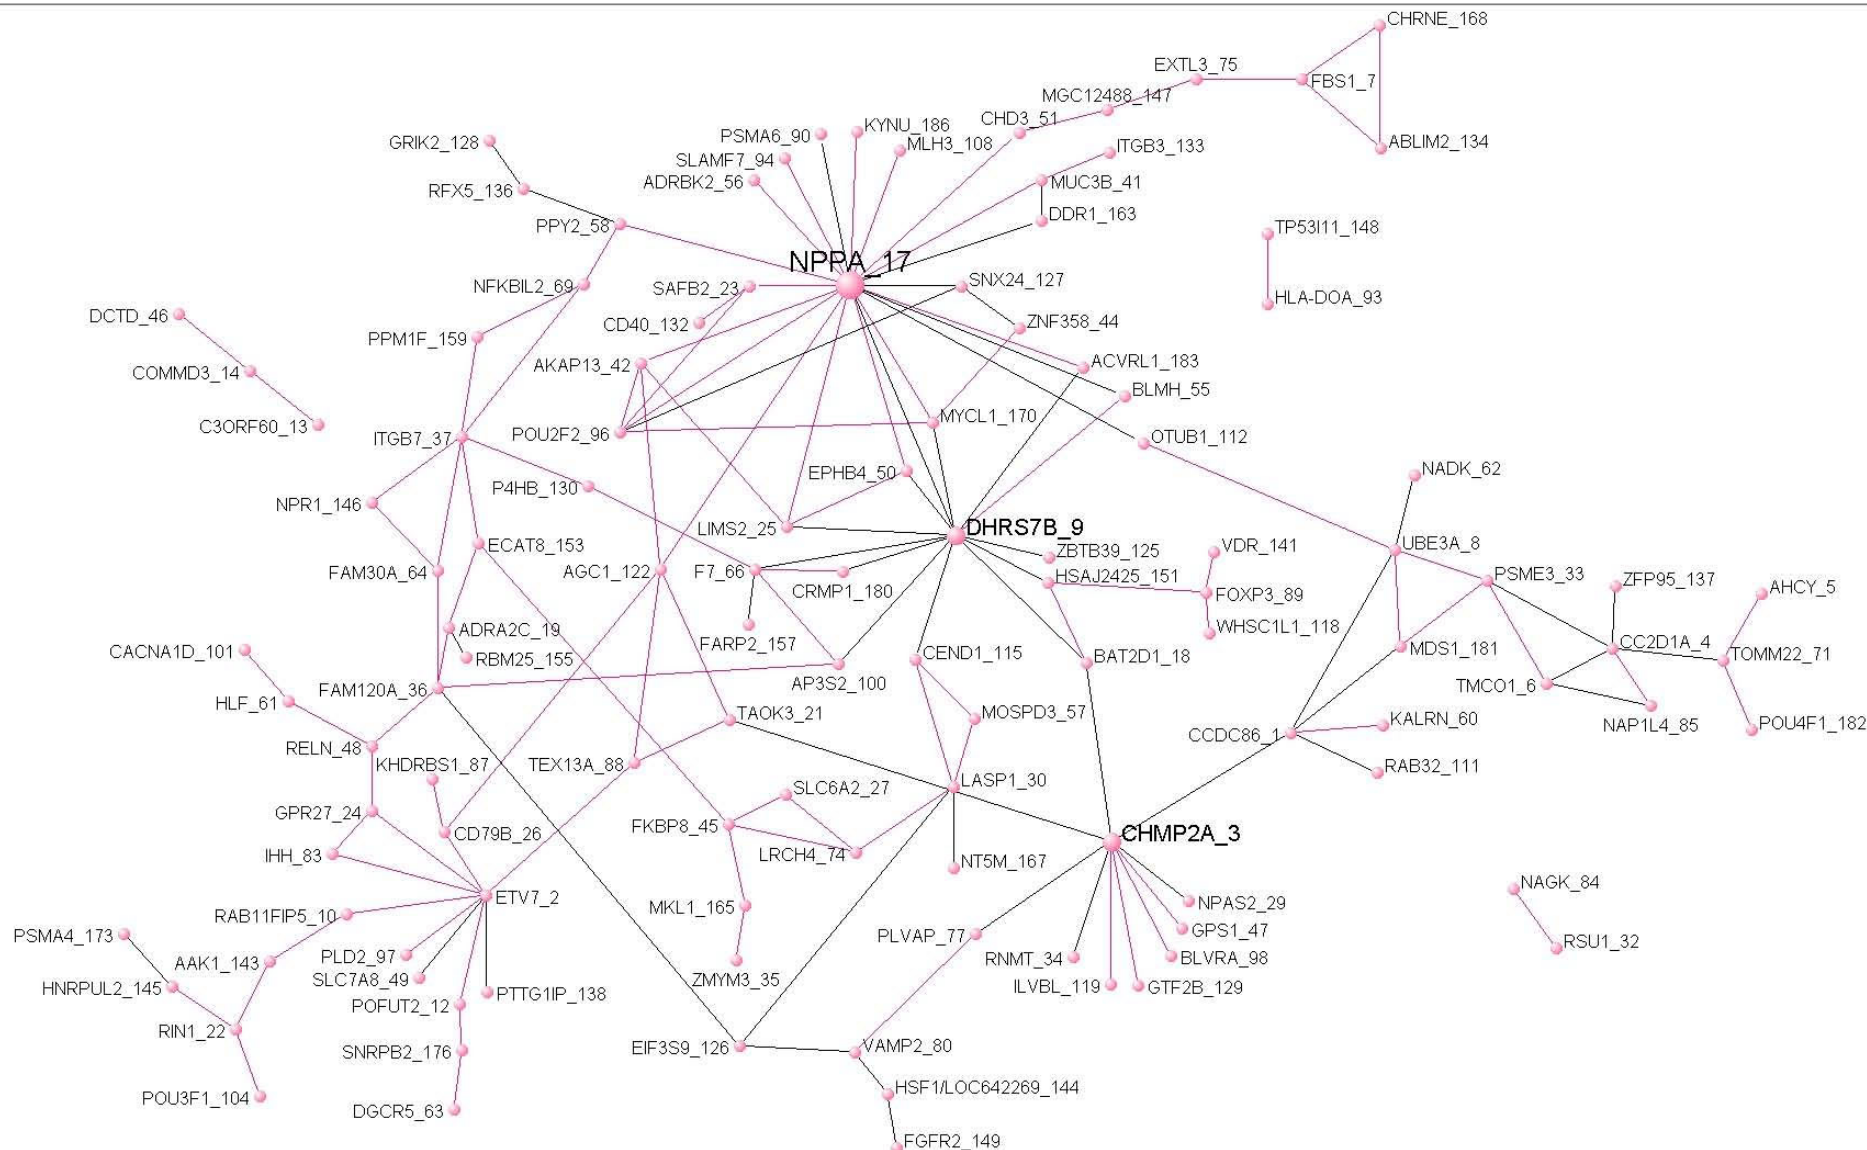 CHRNE_168
EXTL3_75
FBS1_7
MGC12488_147
CHD3_51
KYNU_186
PSMA6_90
MLH3_108
ITGB3_133
ABLIM2_134
GRIK2_128
SLAMF7_94
ADRBK2_56
MUC3B_41
RFX5_136
DDR1_163
PPY2_58
TP53I11_148
NPPA_17
NFKBIL2_69
SAFB2_23
SNX24_127
HLA-DOA_93
DCTD_46
CD40_132
ZNF358_44
PPM1F_159
AKAP13_42
ACVRL1_183
COMMD3_14
BLMH_55
C3ORF60_13
ITGB7_37
POU2F2_96
MYCL1_170
OTUB1_112
EPHB4_50
NADK_62
P4HB_130
NPR1_146
LIMS2_25
DHRS7B_9
ECAT8_153
VDR_141
UBE3A_8
ZBTB39_125
FAM30A_64
AGC1_122
F7_66
HSAJ2425_151
PSME3_33
ZFP95_137
AHCY_5
CRMP1_180
FOXP3_89
ADRA2C_19
WHSC1L1_118
FARP2_157
CACNA1D_101
RBM25_155
CEND1_115
BAT2D1_18
MDS1_181
CC2D1A_4
TOMM22_71
FAM120A_36
AP3S2_100
TMCO1_6
HLF_61
TAOK3_21
MOSPD3_57
KALRN_60
NAP1L4_85
POU4F1_182
RELN_48
CCDC86_1
KHDRBS1_87
TEX13A_88
RAB32_111
LASP1_30
SLC6A2_27
GPR27_24
FKBP8_45
CD79B_26
CHMP2A_3
IHH_83
LRCH4_74
NT5M_167
NAGK_84
ETV7_2
NPAS2_29
RAB11FIP5_10
MKL1_165
GPS1_47
PSMA4_173
PLVAP_77
RSU1_32
PLD2_97
AAK1_143
RNMT_34
BLVRA_98
SLC7A8_49
ZMYM3_35
HNRPUL2_145
ILVBL_119
GTF2B_129
PTTG1IP_138
POFUT2_12
RIN1_22
EIF3S9_126
VAMP2_80
SNRPB2_176
HSF1/LOC642269_144
POU3F1_104
DGCR5_63
FGFR2_149